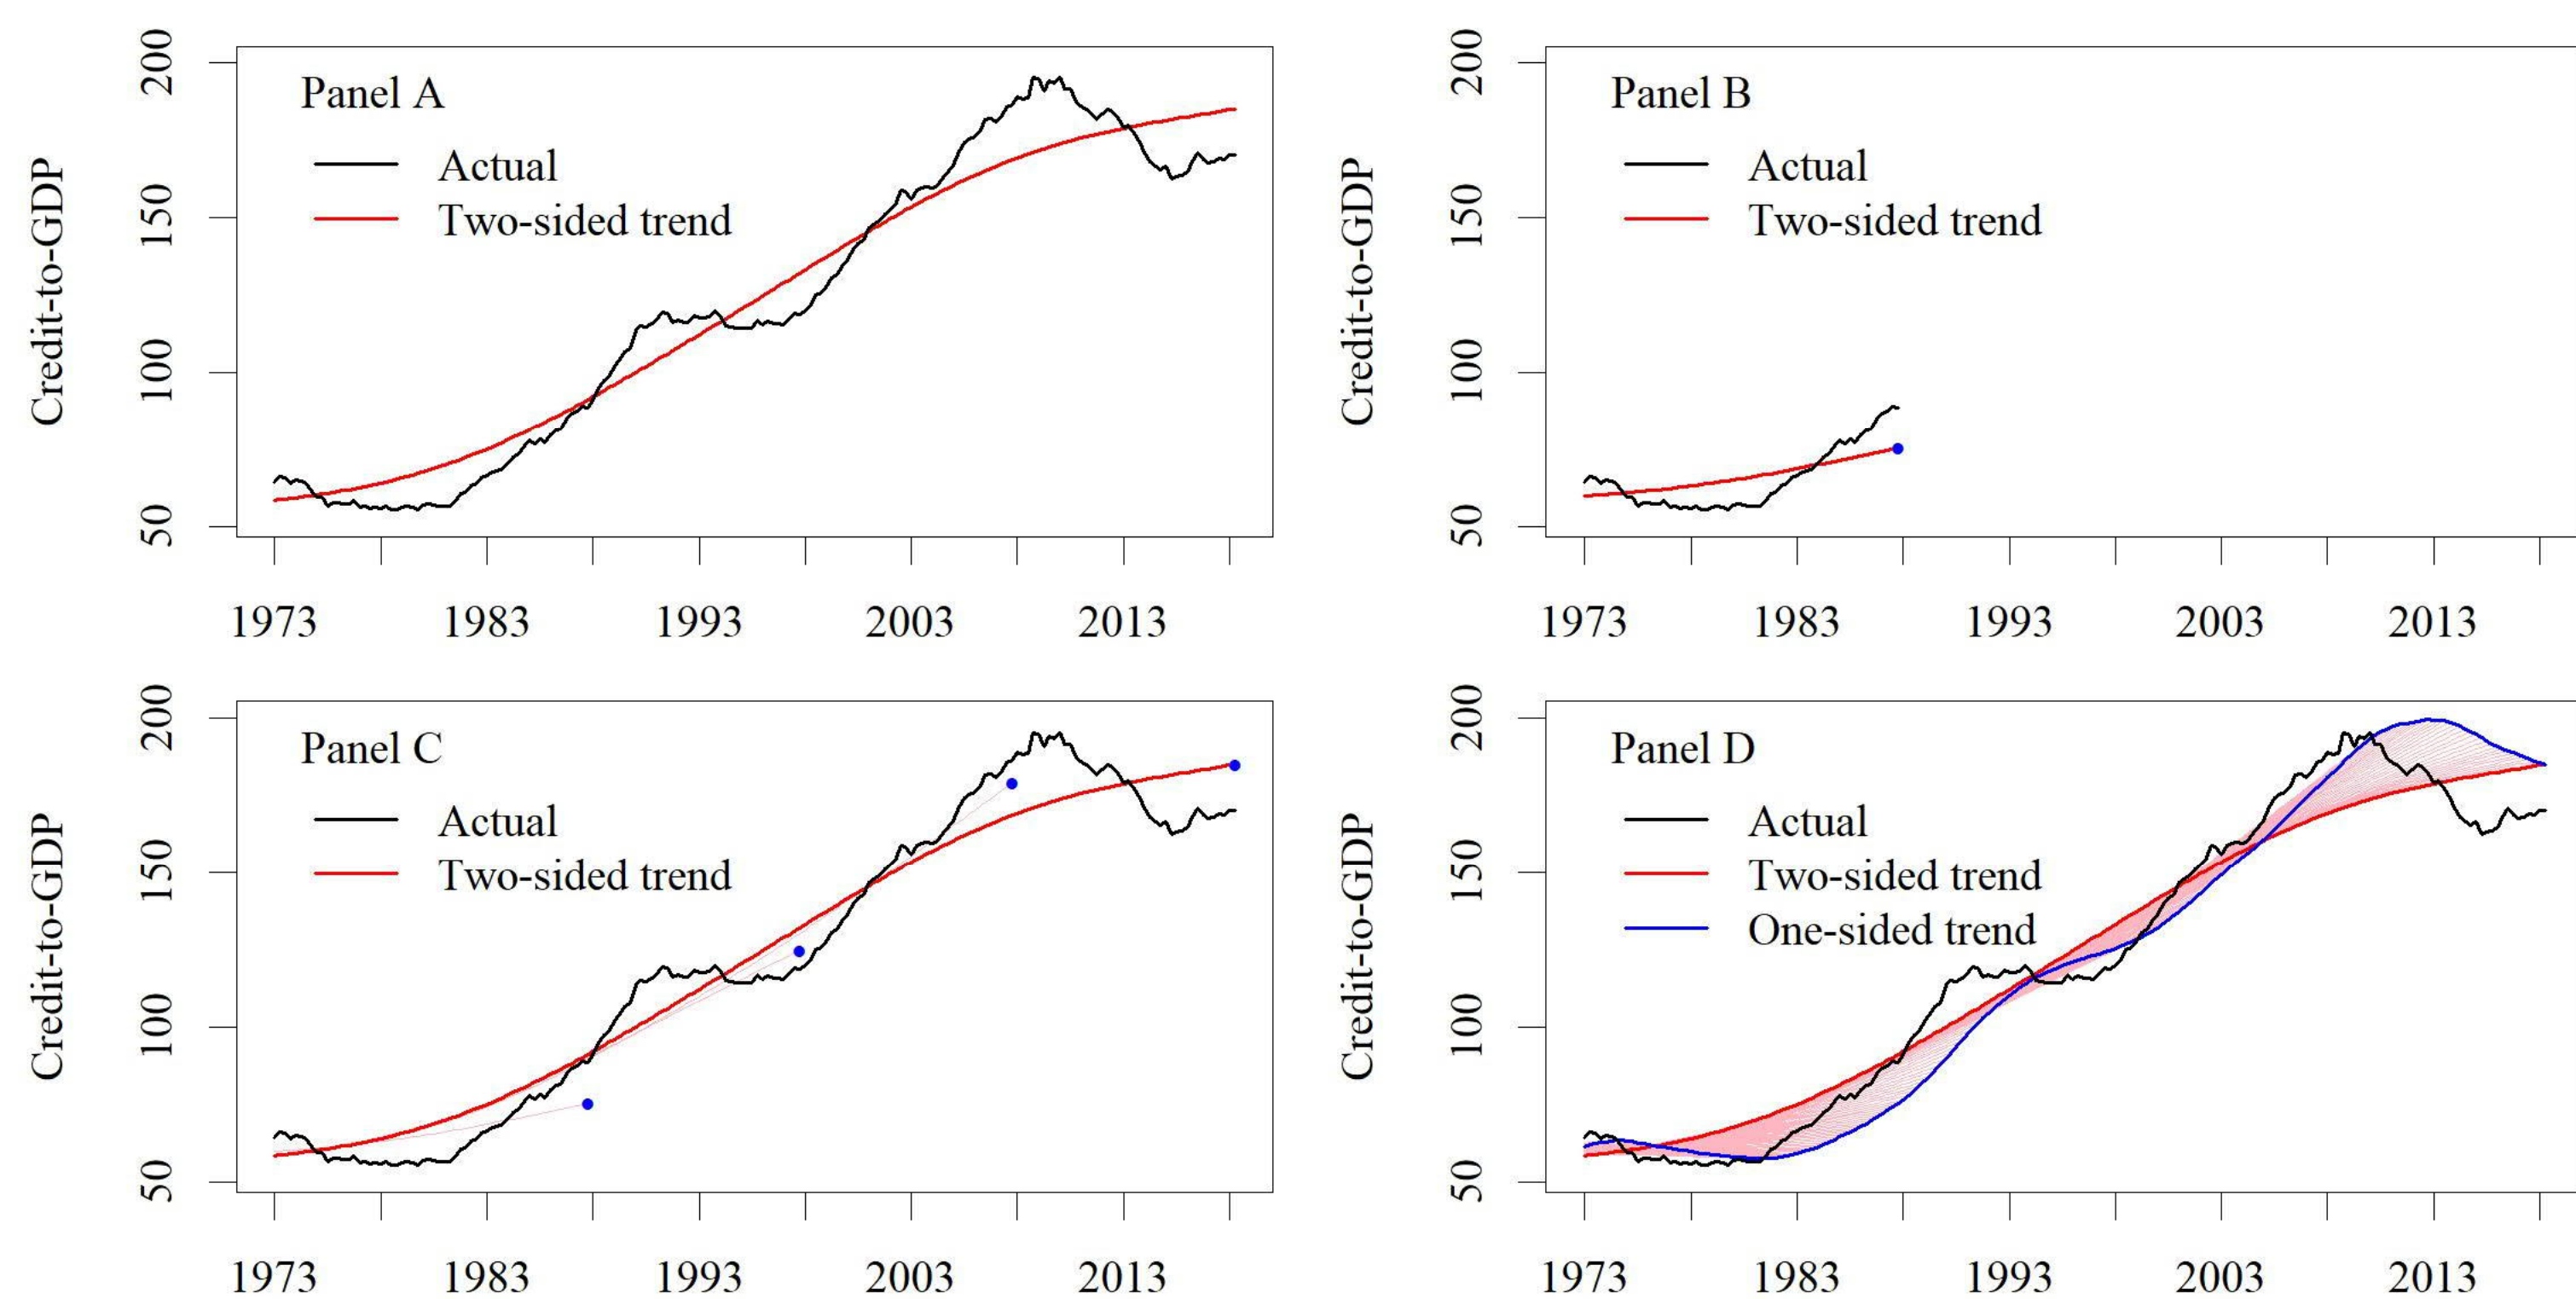 Panel A
Actual
Two-sided trend
Credit-to-GDP
50 100 150 200
1973 1983 1993 2003 2013
Panel B
Actual
Two-sided trend
Credit-to-GDP
50 100 150 200
1973 1983 1993 2003 2013
Panel C
Actual
Two-sided trend
Credit-to-GDP
50 100 150 200
1973 1983 1993 2003 2013
Panel D
Actual
Two-sided trend
One-sided trend
Credit-to-GDP
50 100 150 200
1973 1983 1993 2003 2013